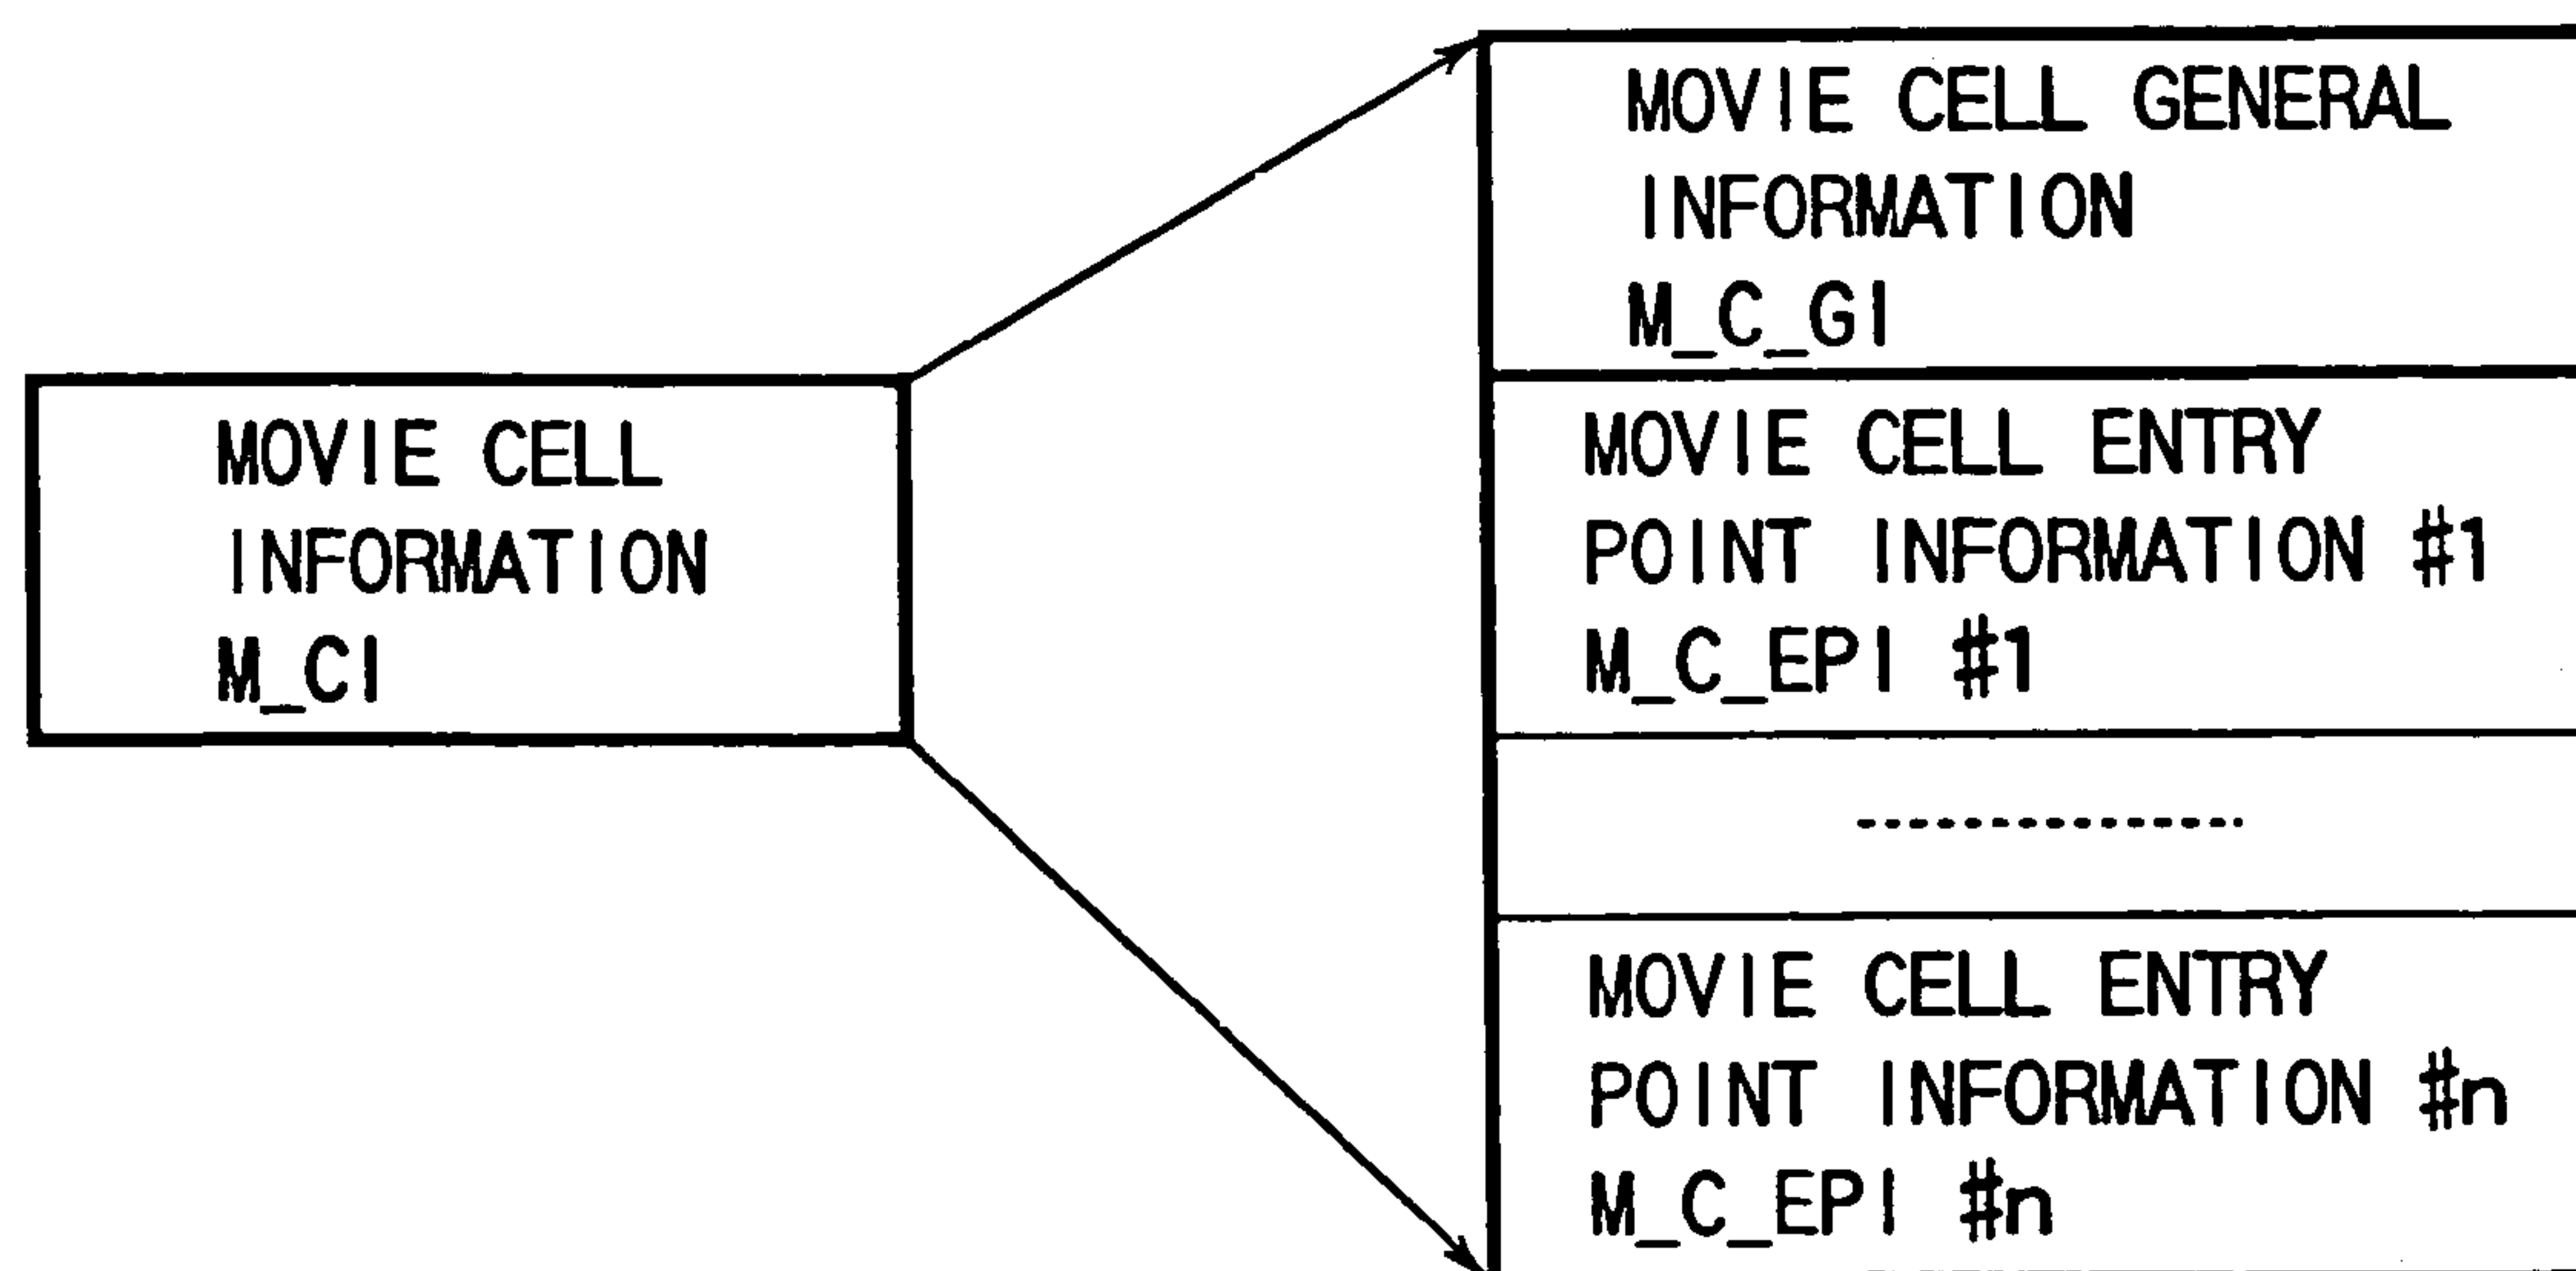 MOVIE CELL
INFORMATION
M_CI
MOVIE CELL GENERAL
INFORMATION
M_C_GI
MOVIE CELL ENTRY
POINT INFORMATION #1
M_C_EPI #1
MOVIE CELL ENTRY
POINT INFORMATION #n
M_C_EPI #n